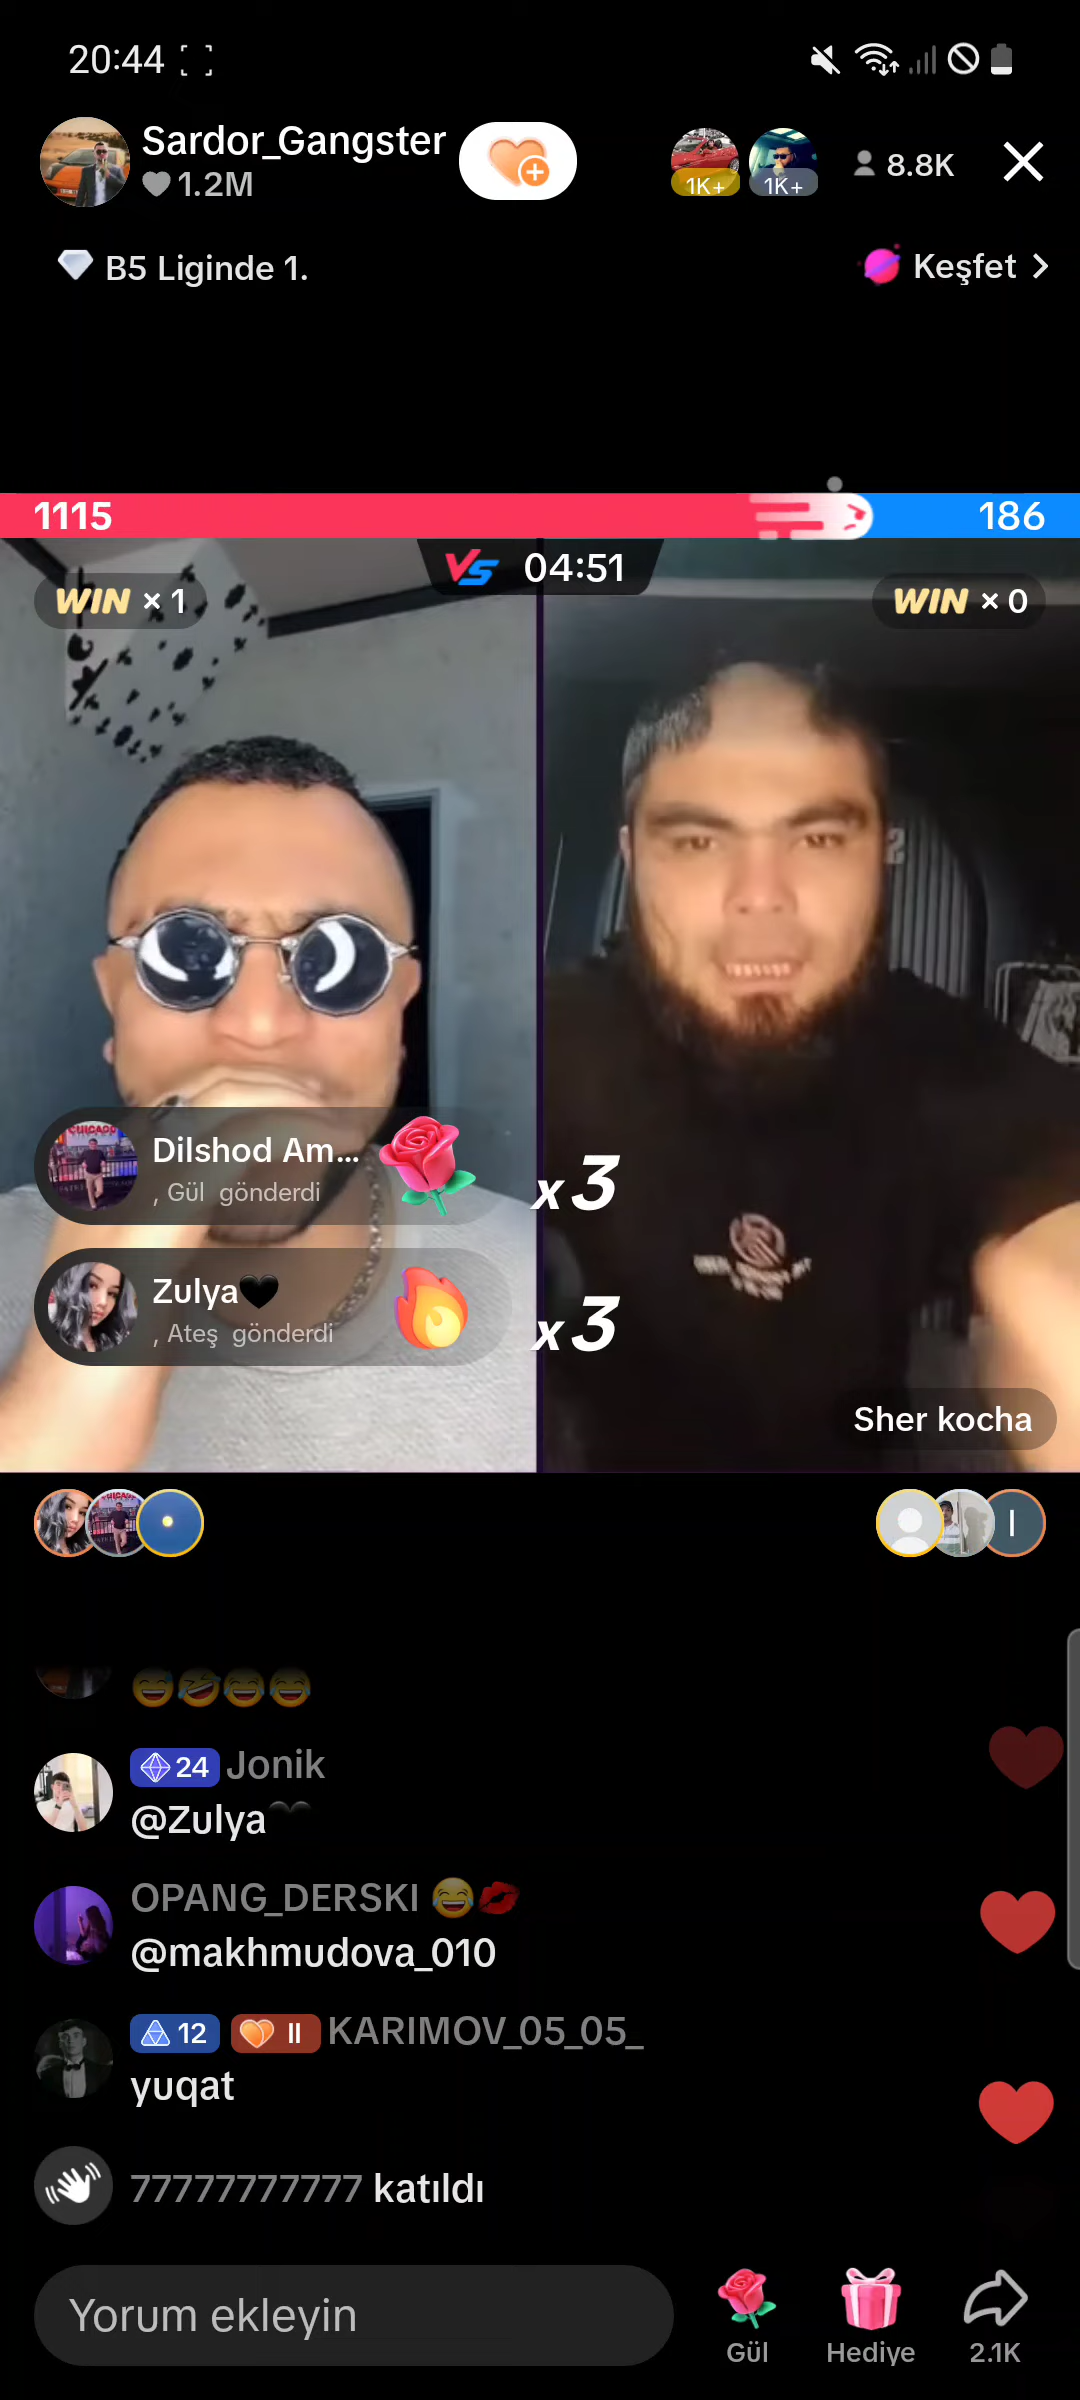 20:44
Sardor_Gangster
1.2M
1K+
1K+
8.8K
B5 Liginde 1.
Keşfet
1115
186
VS 04:51
WIN × 1
WIN × 0
Dilshod Am...
, Gül gönderdi
x3
Zulya🖤
, Ateş gönderdi
x3
Sher kocha
😅🤣😂😂
24 Jonik
@Zulya🖤
OPANG_DERSKI 😂💋
@makhmudova_010
12 II KARIMOV_05_05_
yuqat
77777777777 katıldı
Yorum ekleyin
Gül
Hediye
2.1K